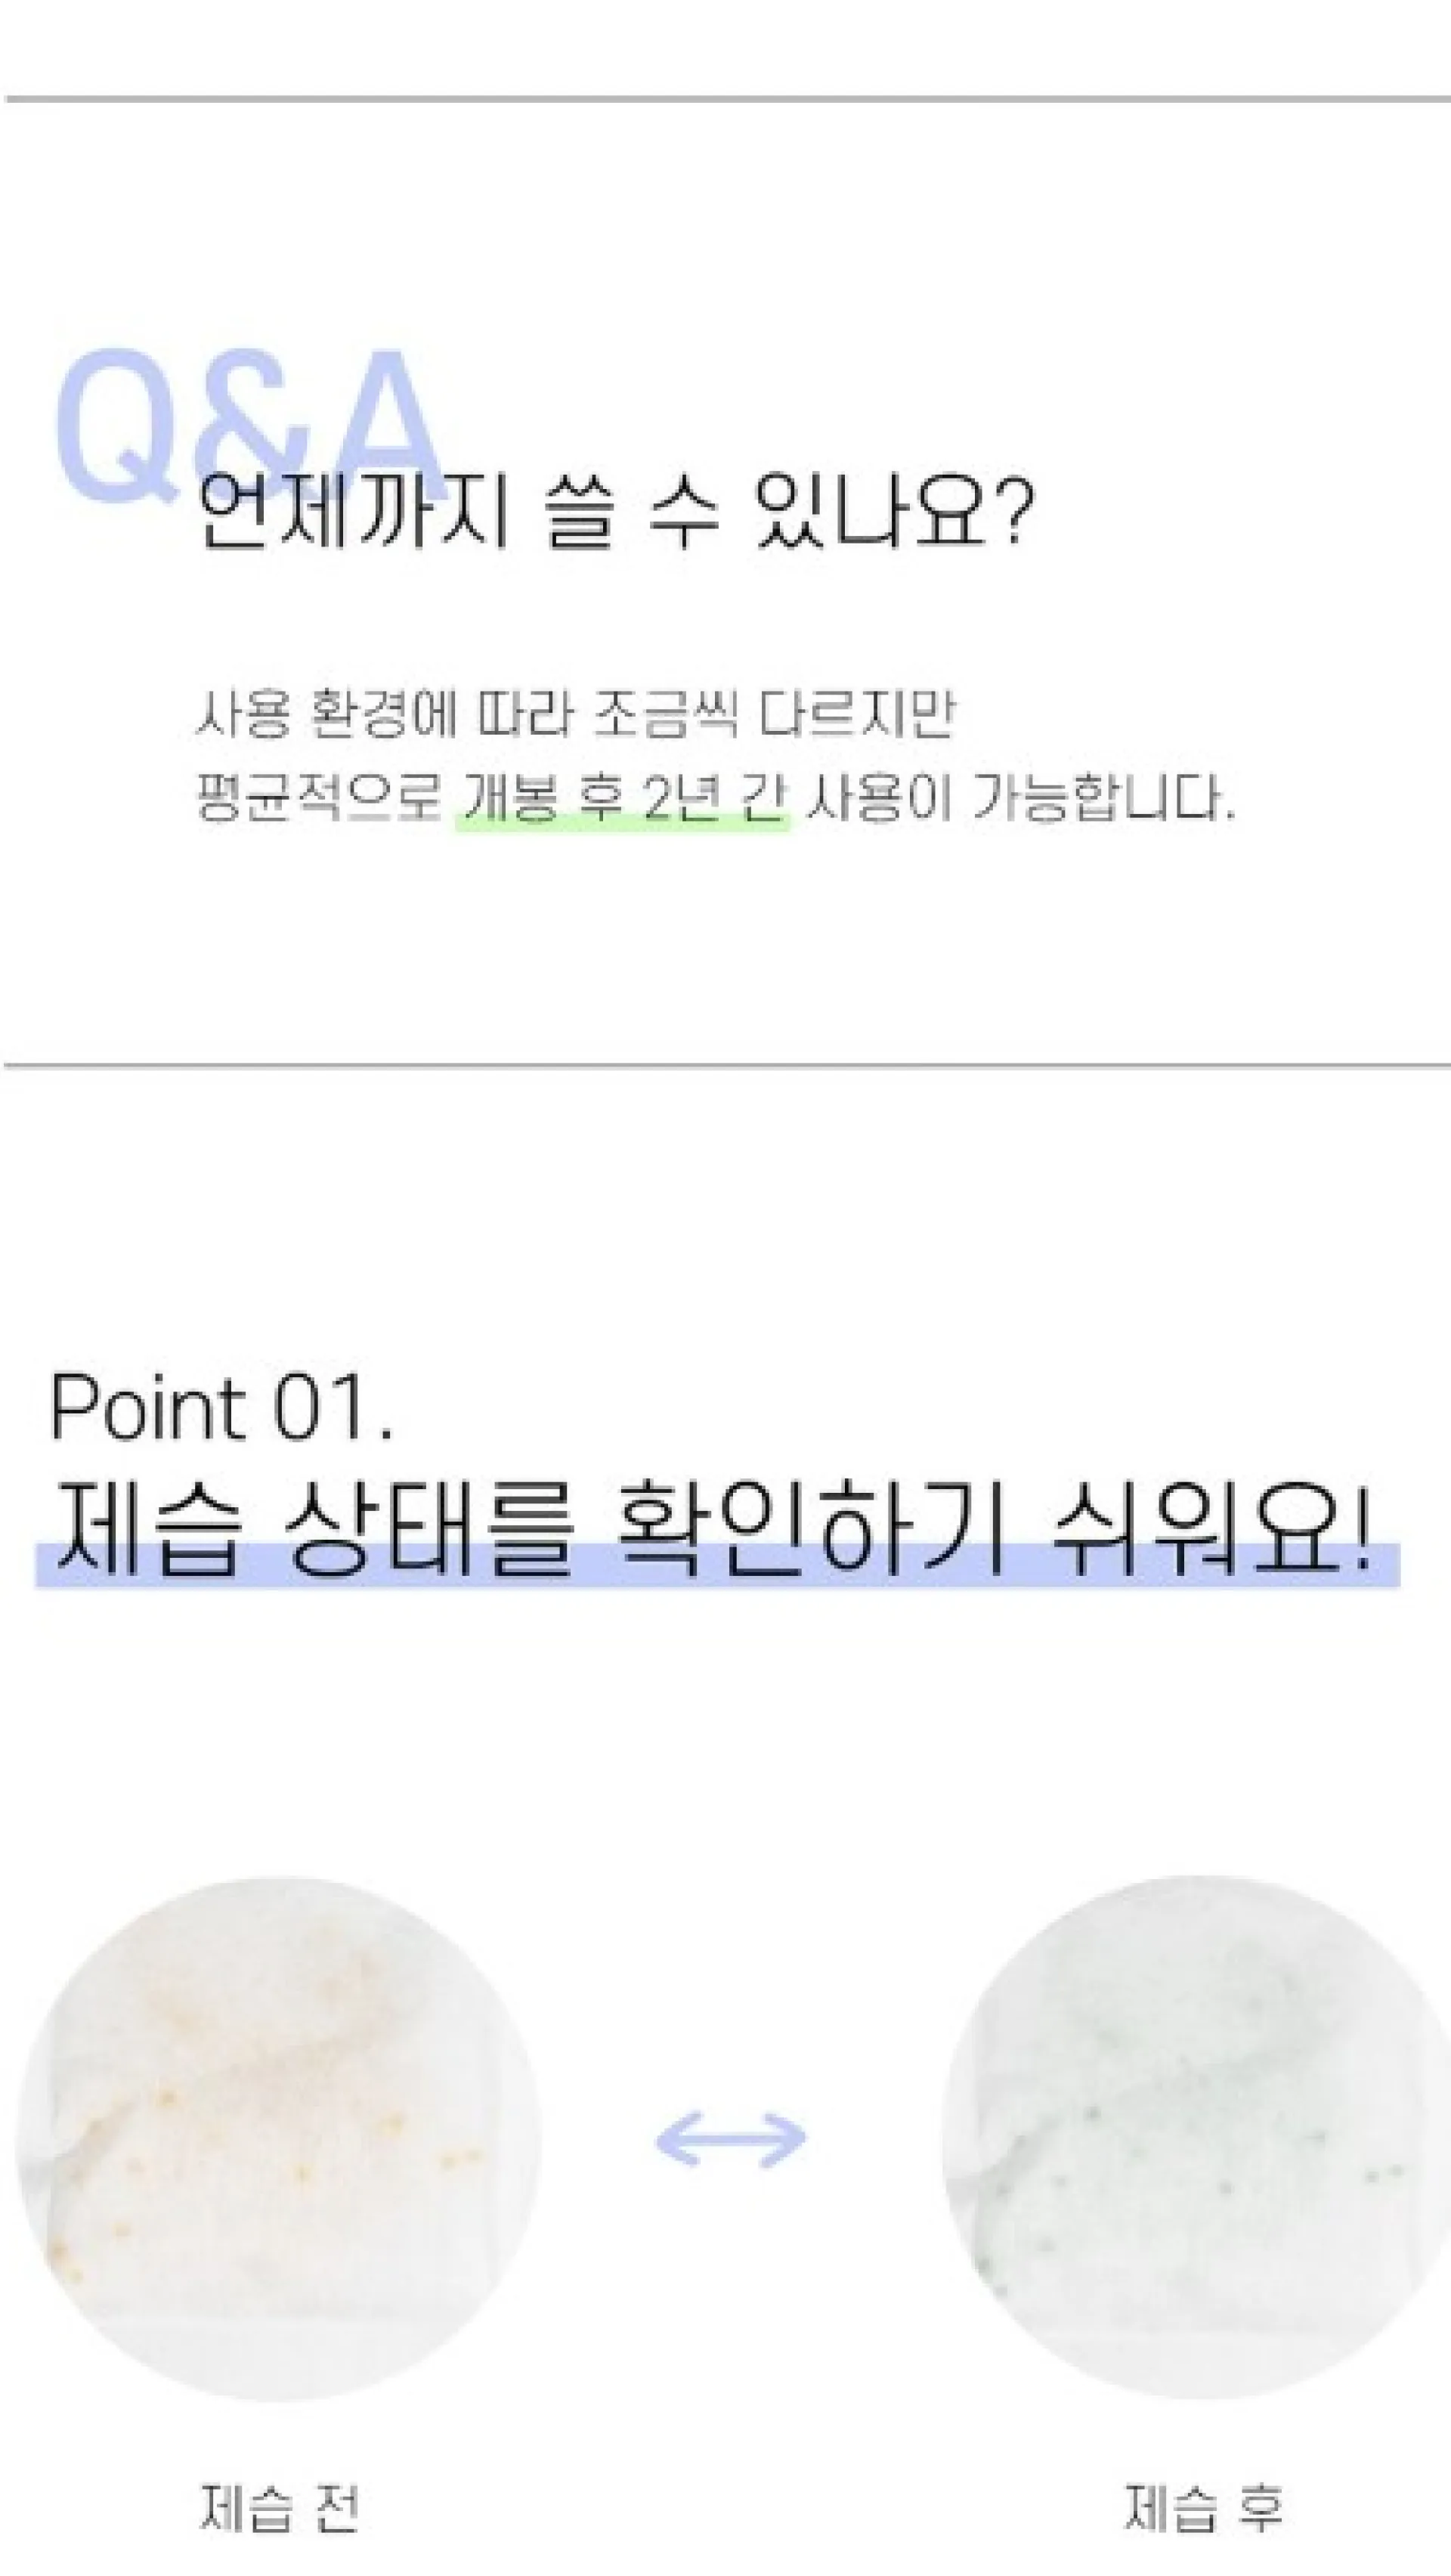 Q&A
언제까지 쓸 수 있나요?
사용 환경에 따라 조금씩 다르지만
평균적으로 개봉 후 2년 간 사용이 가능합니다.
Point 01.
제습 상태를 확인하기 쉬워요!
제습 전
제습 후